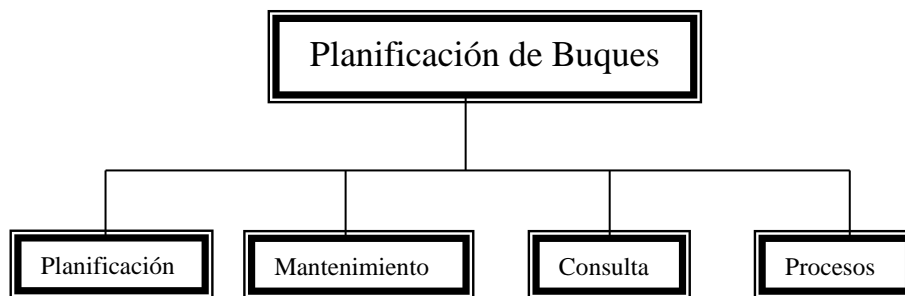 Planificación de Buques
Planificación
Mantenimiento
Consulta
Procesos